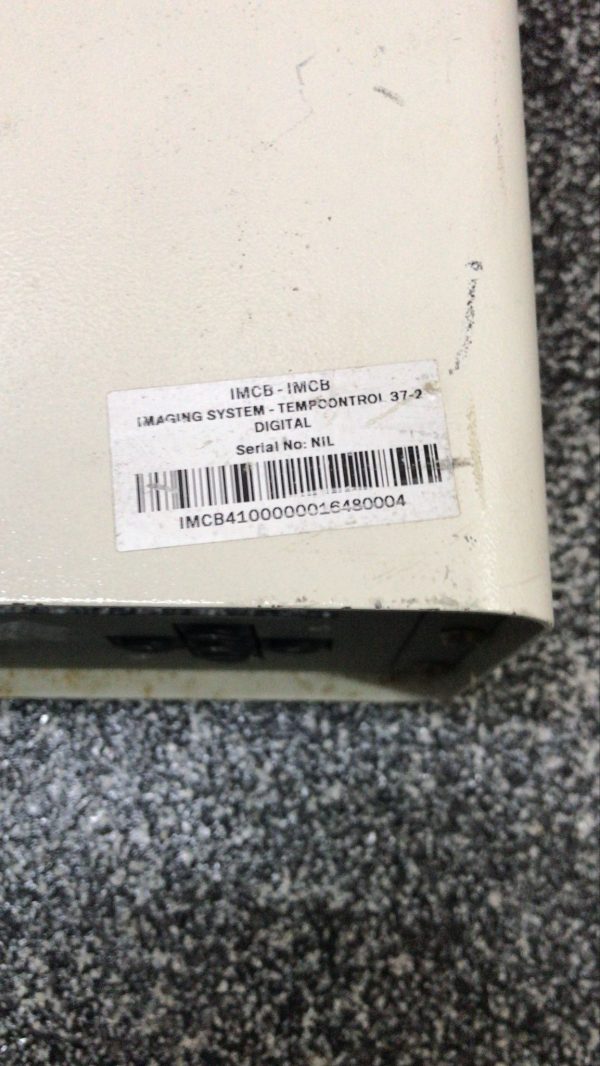 IMCB - IMCB
IMAGING SYSTEM - TEMPCONTROL 37-2
DIGITAL
Serial No: NIL
IMCB4100000016480004